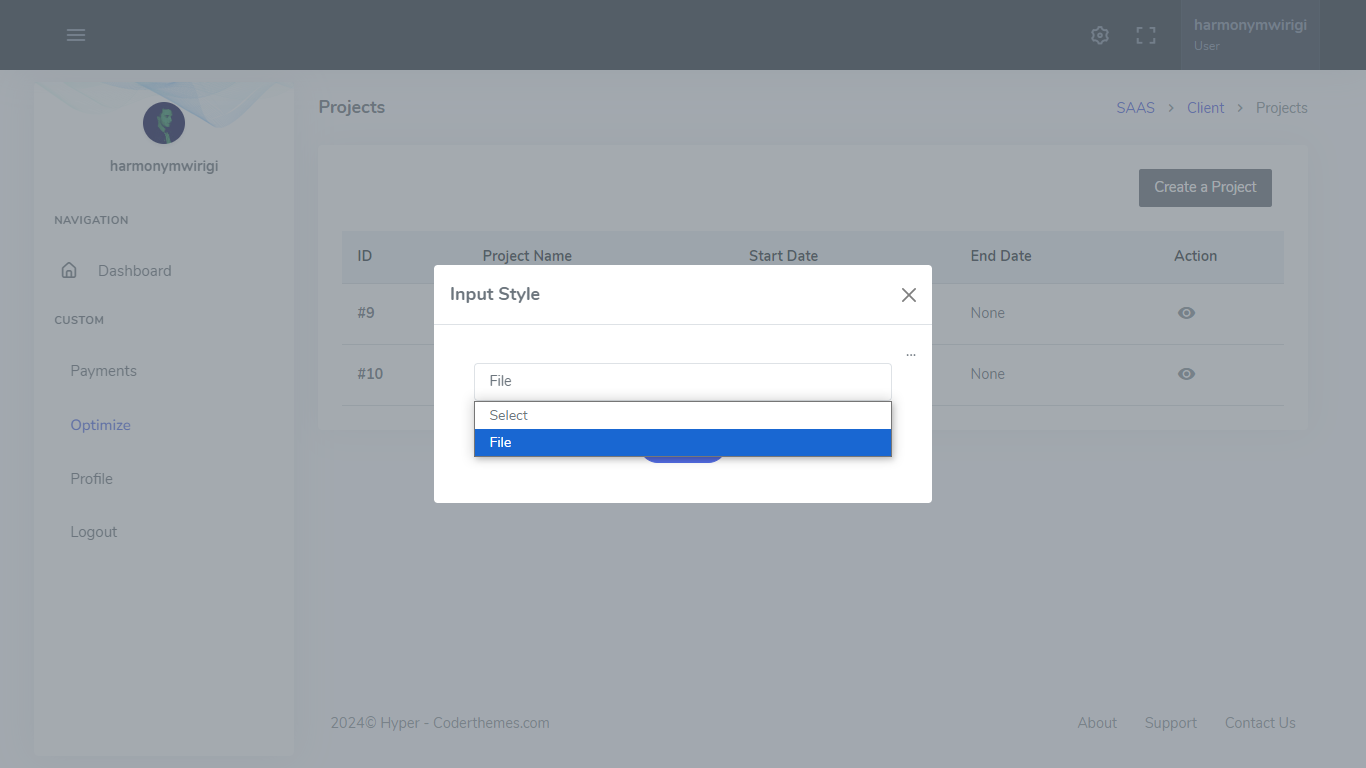 harmonymwirigi
User
harmonymwirigi
NAVIGATION
Dashboard
CUSTOM
Payments
Optimize
Profile
Logout
Projects
SAAS > Client > Projects
Create a Project
ID Project Name Start Date End Date Action
#9 None
#10 None
Input Style
...
File
Select
File
2024© Hyper - Coderthemes.com
About Support Contact Us